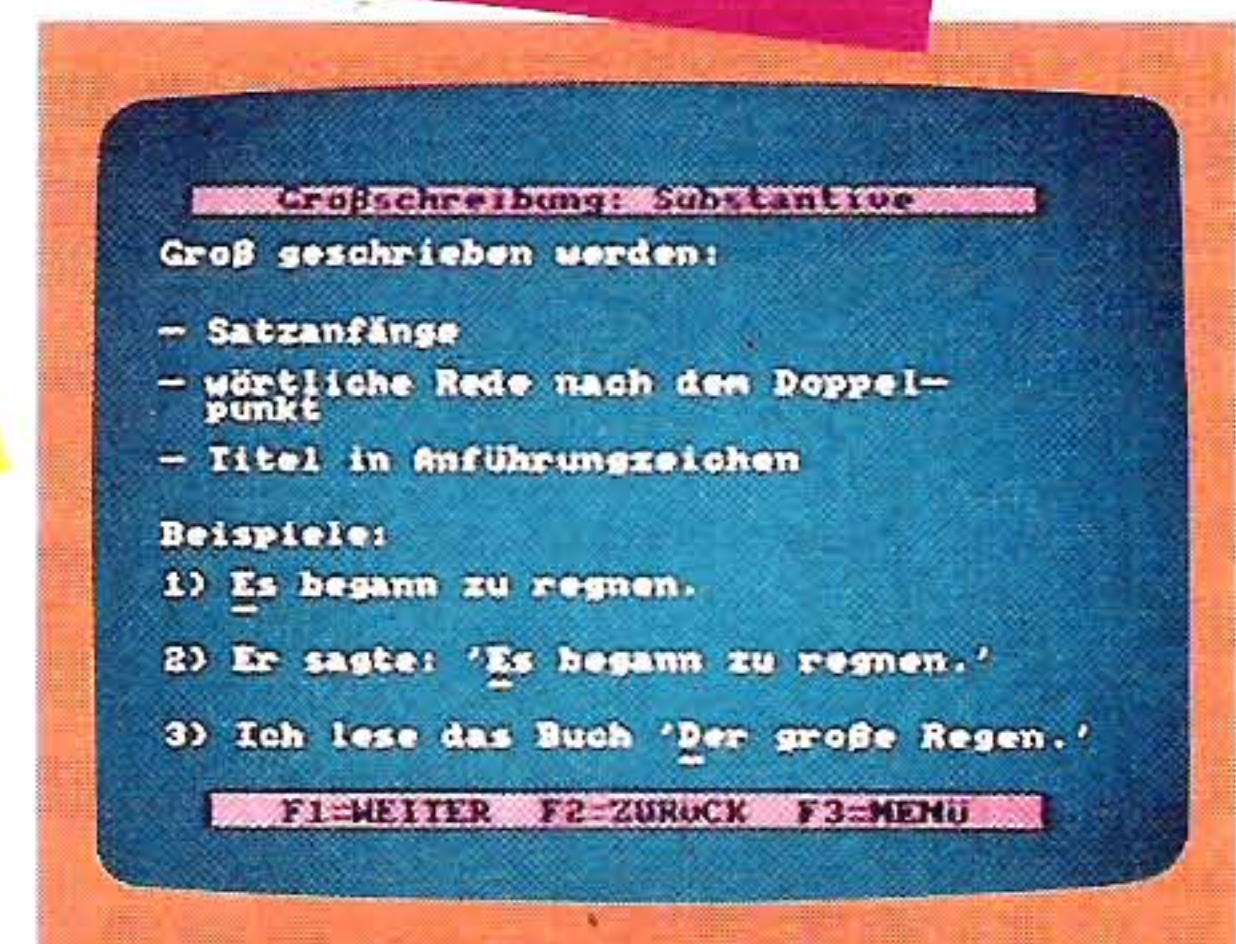 Großschreibung: Substantive
Groß geschrieben werden:
— Satzanfänge
— wörtliche Rede nach dem Doppel—
punkt
— Titel in Anführungzeichen
Beispiele:
1) Es begann zu regnen.
2) Er sagte: 'Es begann zu regnen.'
3) Ich lese das Buch 'Der große Regen.'
F1=WEITER F2=ZURÜCK F3=MENÜ